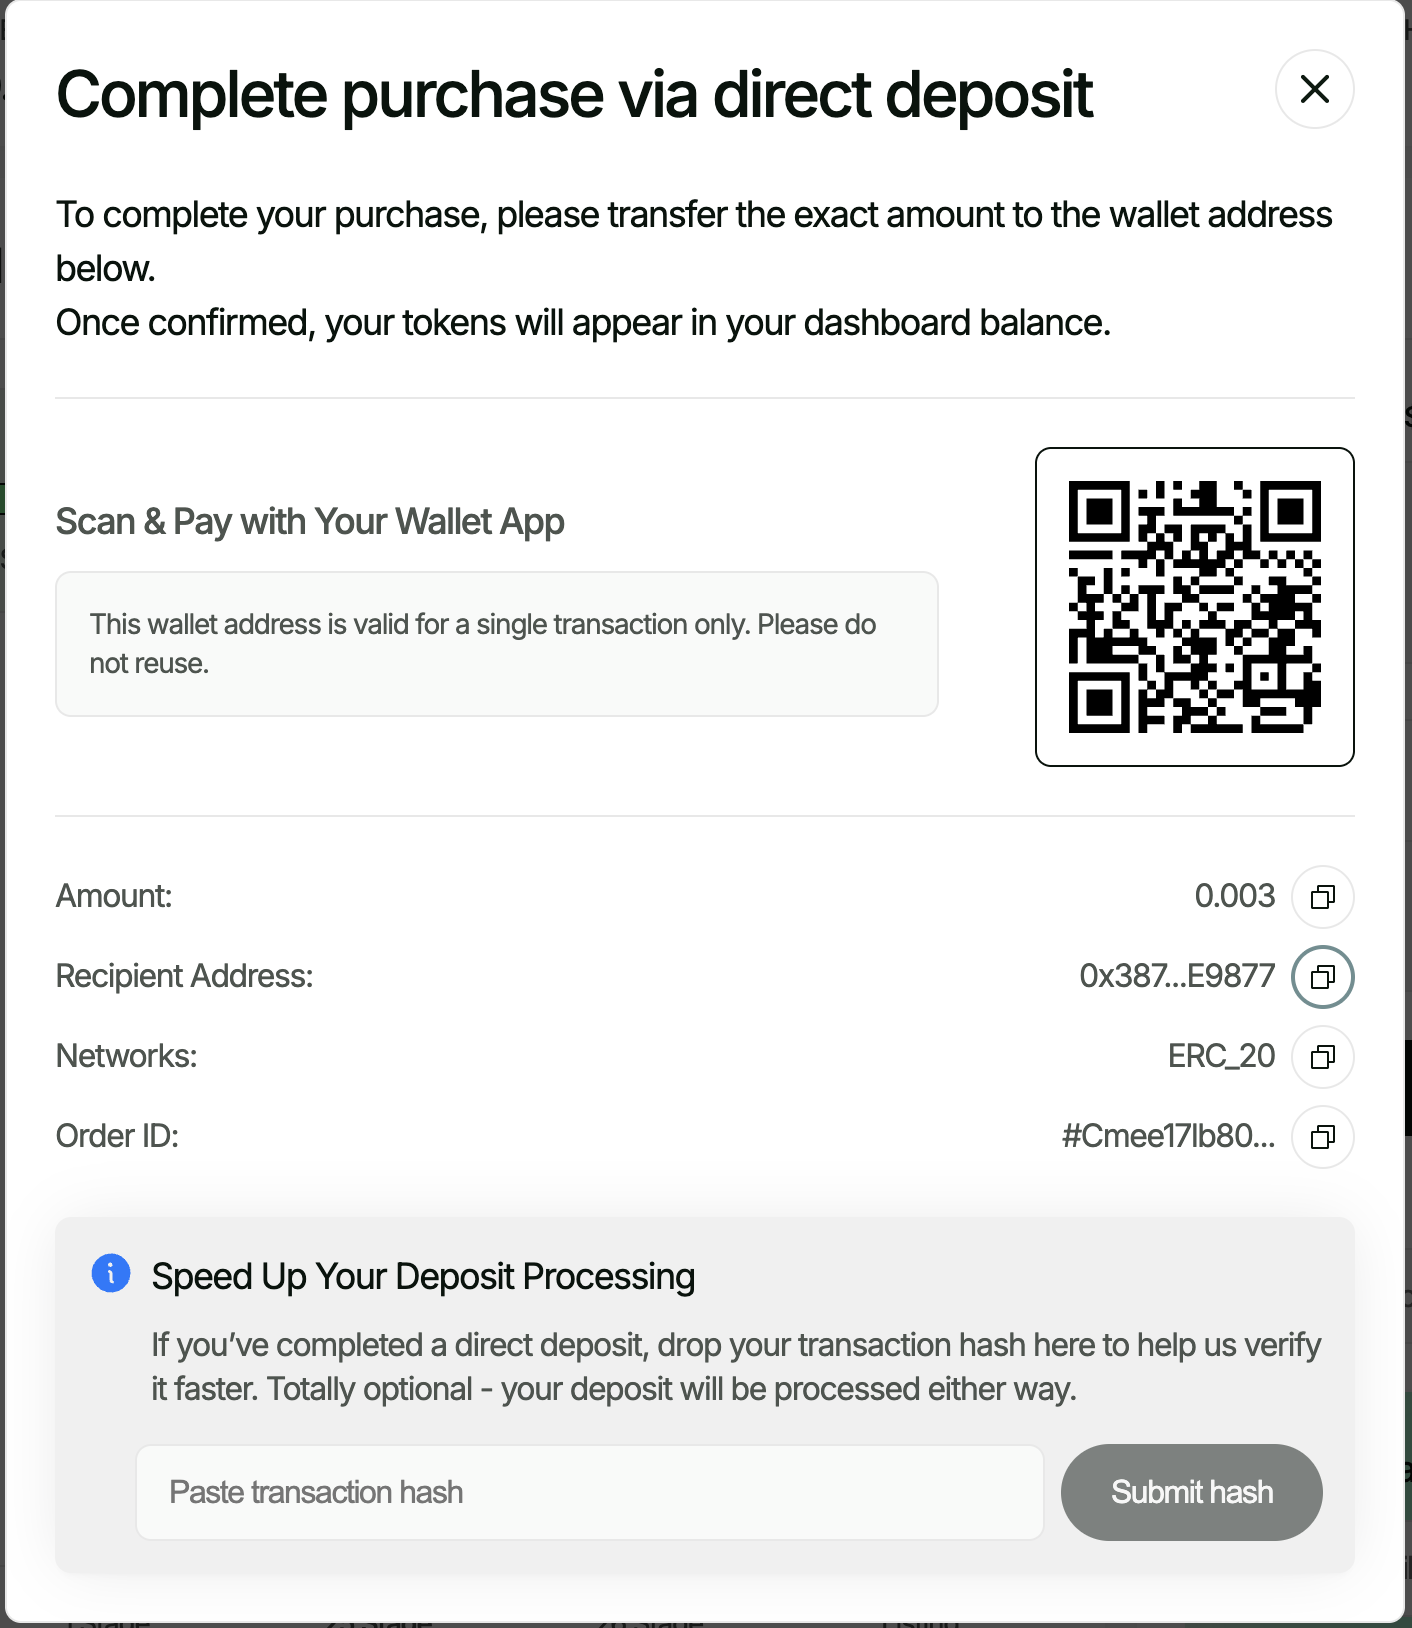 Complete purchase via direct deposit
To complete your purchase, please transfer the exact amount to the wallet address
below.
Once confirmed, your tokens will appear in your dashboard balance.
Scan & Pay with Your Wallet App
This wallet address is valid for a single transaction only. Please do
not reuse.
Amount: 0.003
Recipient Address: 0x387...E9877
Networks: ERC_20
Order ID: #Cmee17lb80...
Speed Up Your Deposit Processing
If you’ve completed a direct deposit, drop your transaction hash here to help us verify
it faster. Totally optional - your deposit will be processed either way.
Paste transaction hash
Submit hash